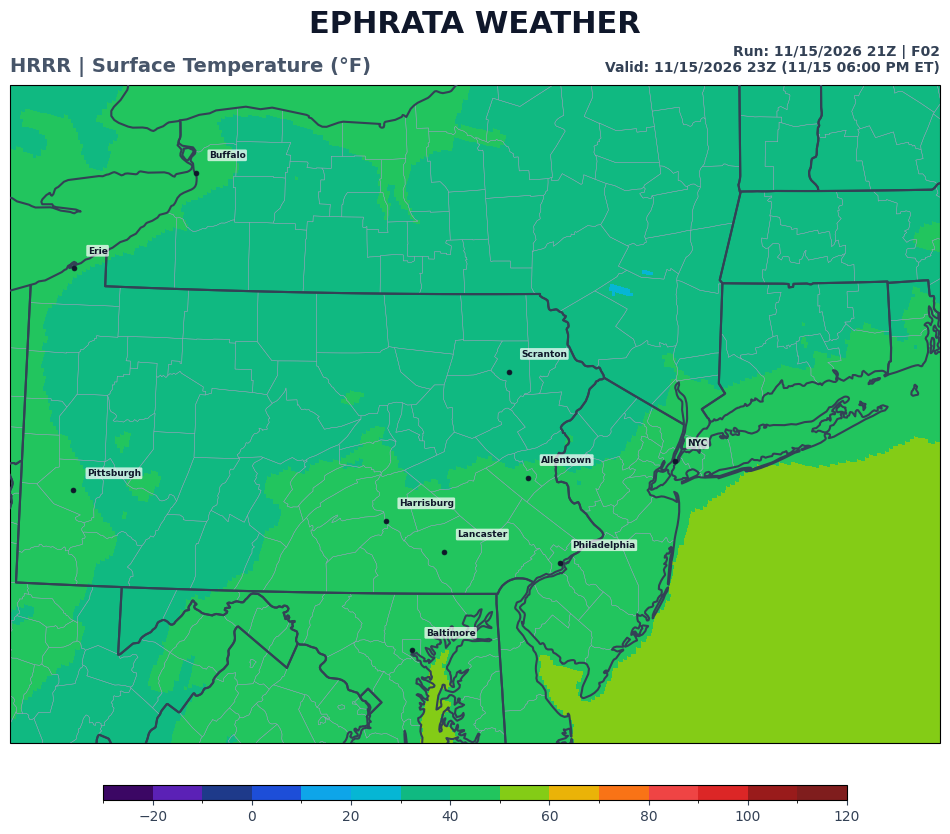 EPHRATA WEATHER
HRRR | Surface Temperature (°F)
Run: 11/15/2026 21Z | F02
Valid: 11/15/2026 23Z (11/15 06:00 PM ET)
Buffalo
Erie
Scranton
NYC
Allentown
Pittsburgh
Harrisburg
Lancaster
Philadelphia
Baltimore
−20 0 20 40 60 80 100 120